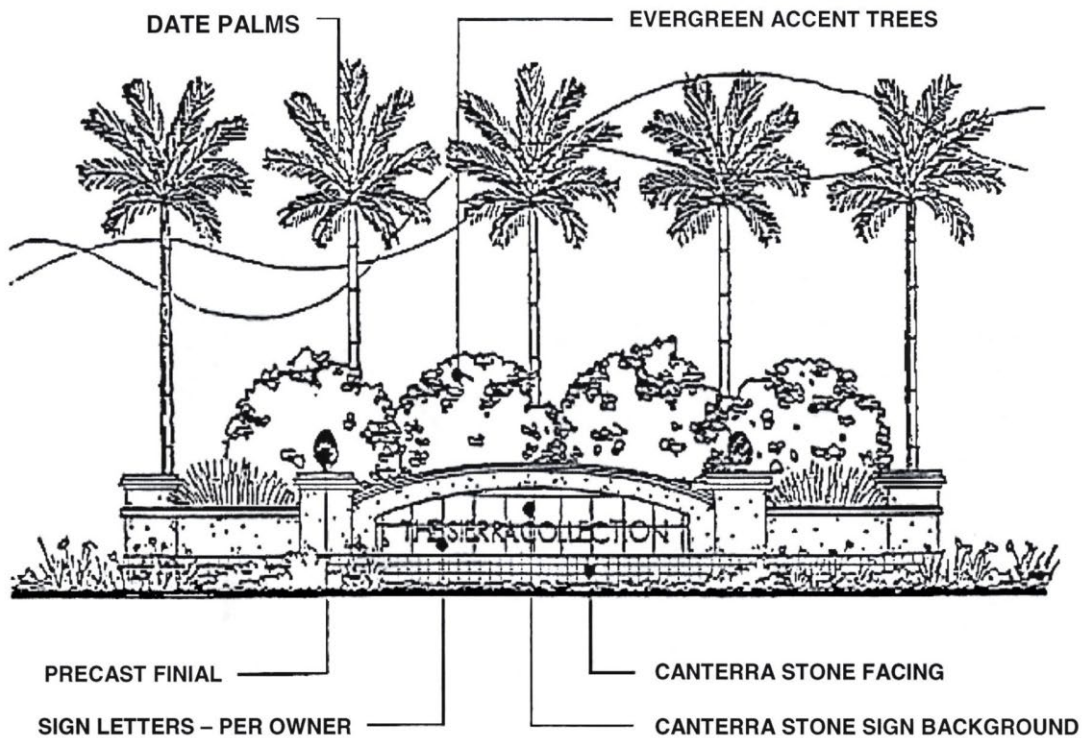 DATE PALMS
EVERGREEN ACCENT TREES
THE SIERRA COLLECTION
PRECAST FINIAL
CANTERRA STONE FACING
SIGN LETTERS – PER OWNER
CANTERRA STONE SIGN BACKGROUND